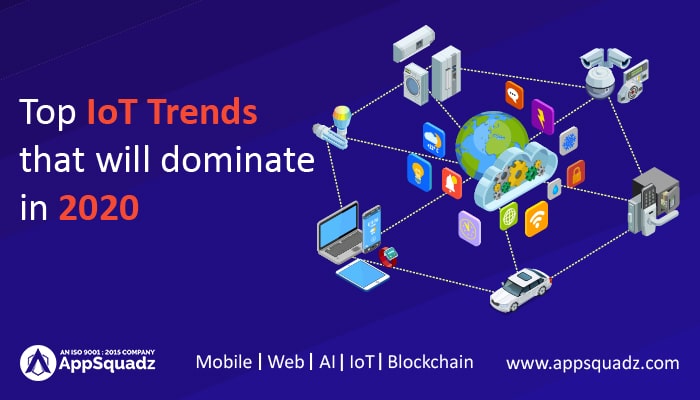 Top IoT Trends
that will dominate
in 2020
AN ISO 9001 : 2015 COMPANY
AppSquadz
Mobile | Web | AI | IoT | Blockchain
www.appsquadz.com